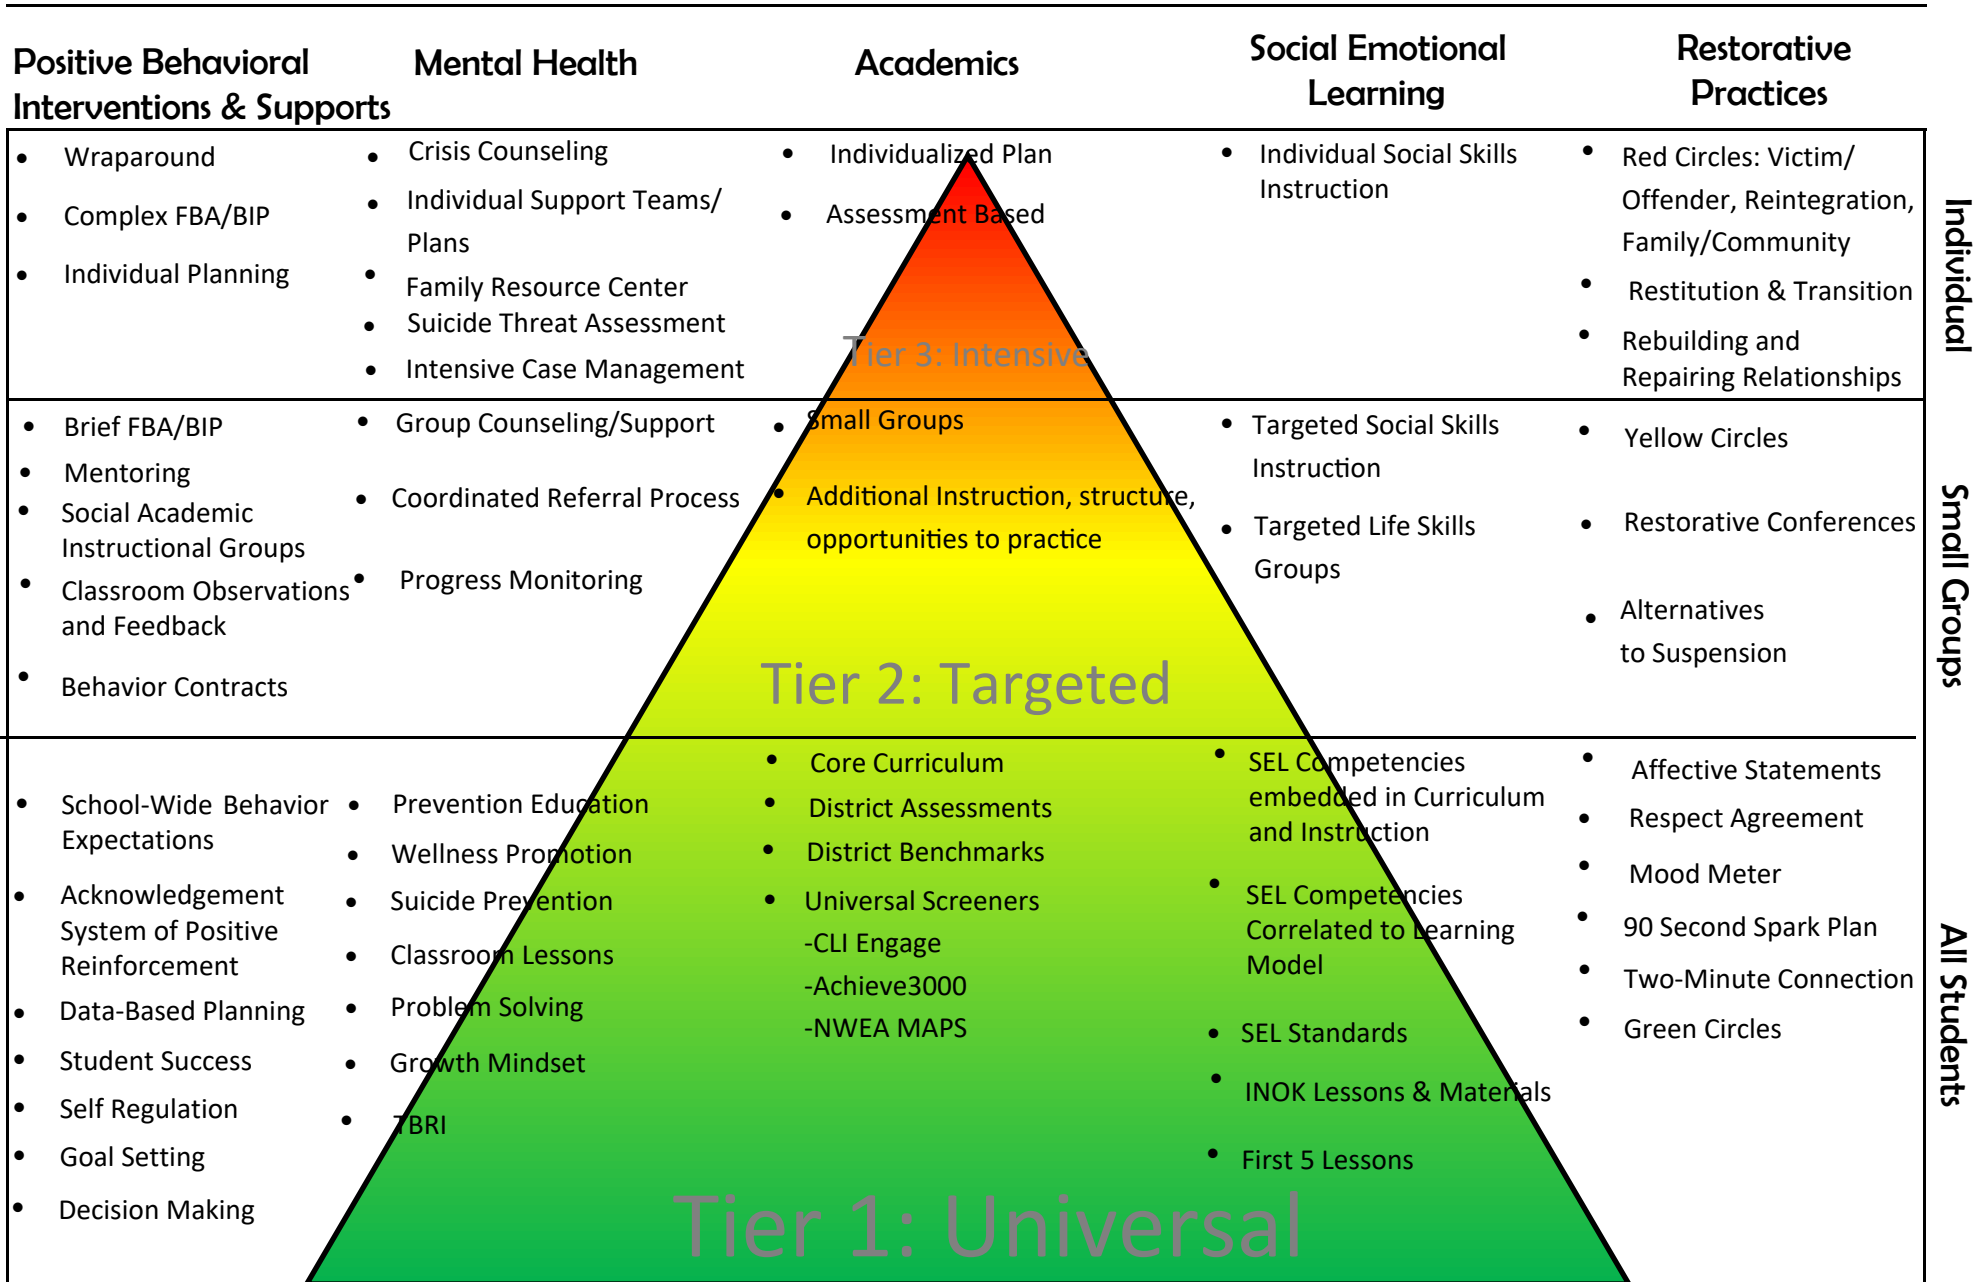 Positive Behavioral
Interventions & Supports
Mental Health
Academics
Social Emotional
Learning
Restorative
Practices
• Wraparound
• Complex FBA/BIP
• Individual Planning
• Crisis Counseling
• Individual Support Teams/
Plans
• Family Resource Center
• Suicide Threat Assessment
• Intensive Case Management
• Individualized Plan
• Assessment Based
Tier 3: Intensive
• Individual Social Skills
Instruction
• Red Circles: Victim/
Offender, Reintegration,
Family/Community
• Restitution & Transition
• Rebuilding and
Repairing Relationships
Individual
• Brief FBA/BIP
• Mentoring
• Social Academic
Instructional Groups
• Classroom Observations
and Feedback
• Behavior Contracts
• Group Counseling/Support
• Coordinated Referral Process
• Progress Monitoring
• Small Groups
• Additional Instruction, structure,
opportunities to practice
Tier 2: Targeted
• Targeted Social Skills
Instruction
• Targeted Life Skills
Groups
• Yellow Circles
• Restorative Conferences
• Alternatives
to Suspension
Small Groups
• School-Wide Behavior
Expectations
• Acknowledgement
System of Positive
Reinforcement
• Data-Based Planning
• Student Success
• Self Regulation
• Goal Setting
• Decision Making
• Prevention Education
• Wellness Promotion
• Suicide Prevention
• Classroom Lessons
• Problem Solving
• Growth Mindset
• TBRI
• Core Curriculum
• District Assessments
• District Benchmarks
• Universal Screeners
-CLI Engage
-Achieve3000
-NWEA MAPS
Tier 1: Universal
• SEL Competencies
embedded in Curriculum
and Instruction
• SEL Competencies
Correlated to Learning
Model
• SEL Standards
• INOK Lessons & Materials
• First 5 Lessons
• Affective Statements
• Respect Agreement
• Mood Meter
• 90 Second Spark Plan
• Two-Minute Connection
• Green Circles
All Students